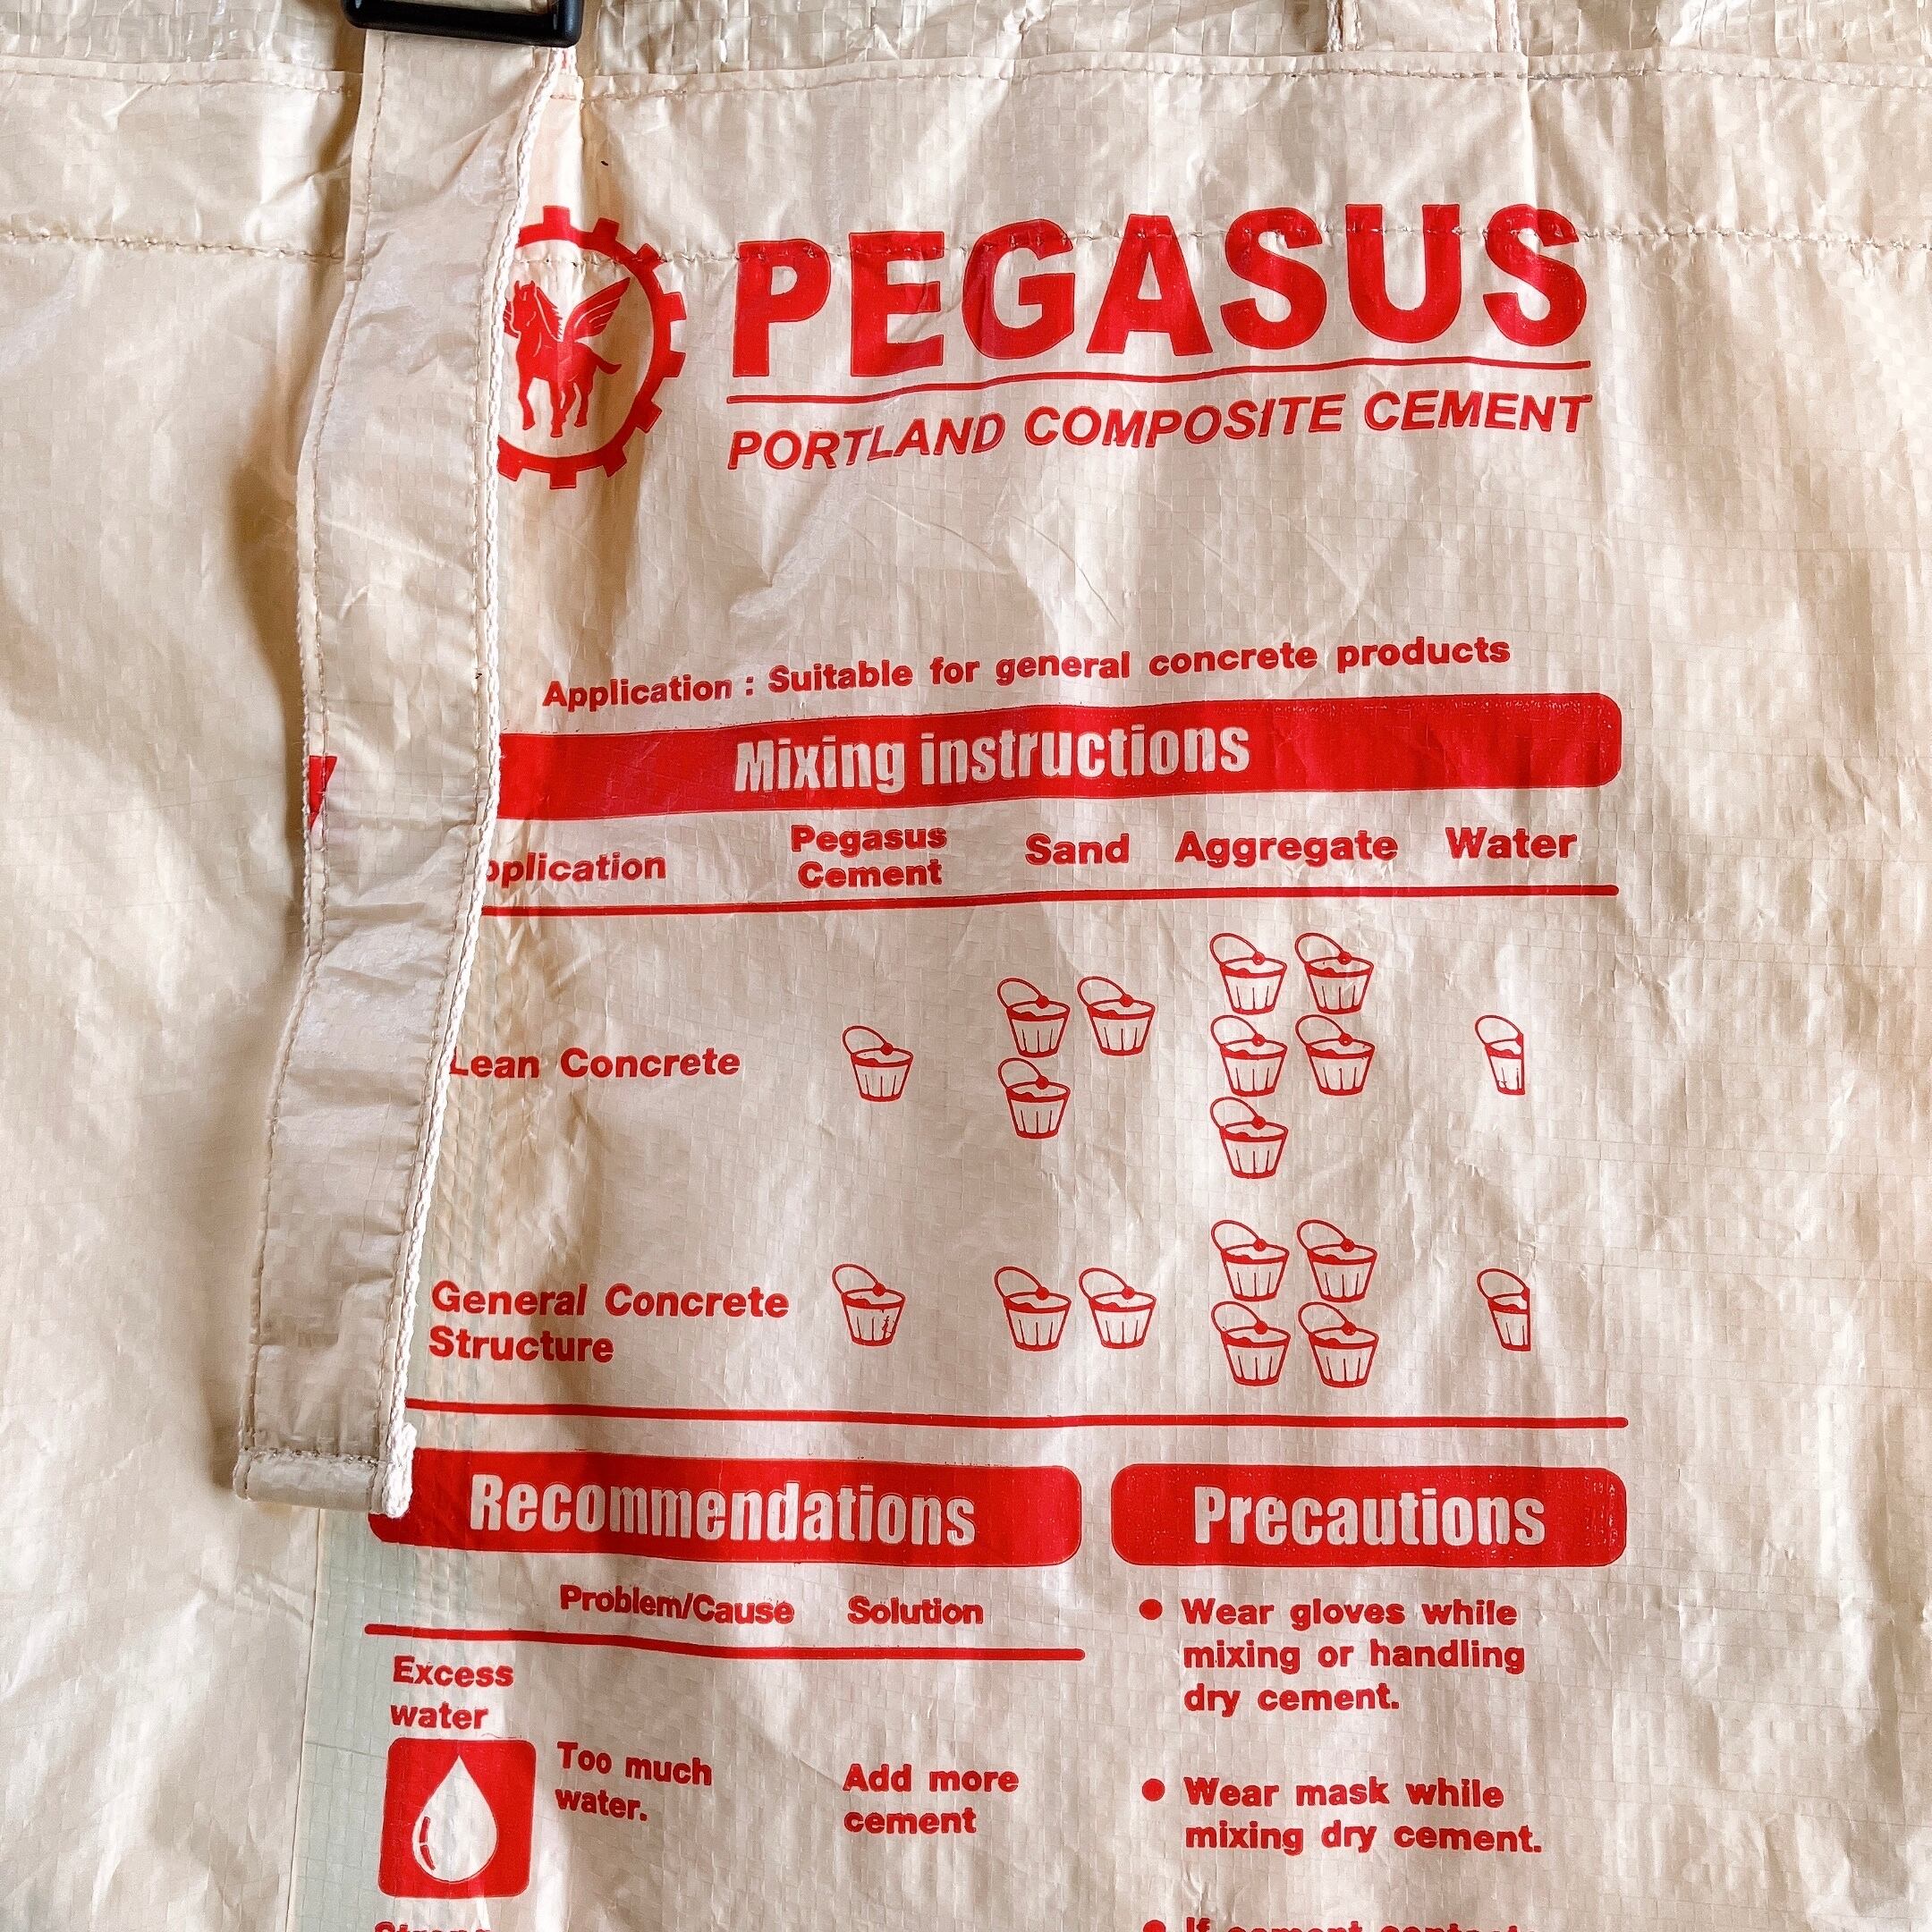 PEGASUS
PORTLAND COMPOSITE CEMENT
Application : Suitable for general concrete products
Mixing instructions
pplication Pegasus Cement Sand Aggregate Water
Lean Concrete
General Concrete
Structure
Recommendations
Problem/Cause Solution
Excess
water
Too much
water.
Add more
cement
Precautions
● Wear gloves while
mixing or handling
dry cement.
● Wear mask while
mixing dry cement.